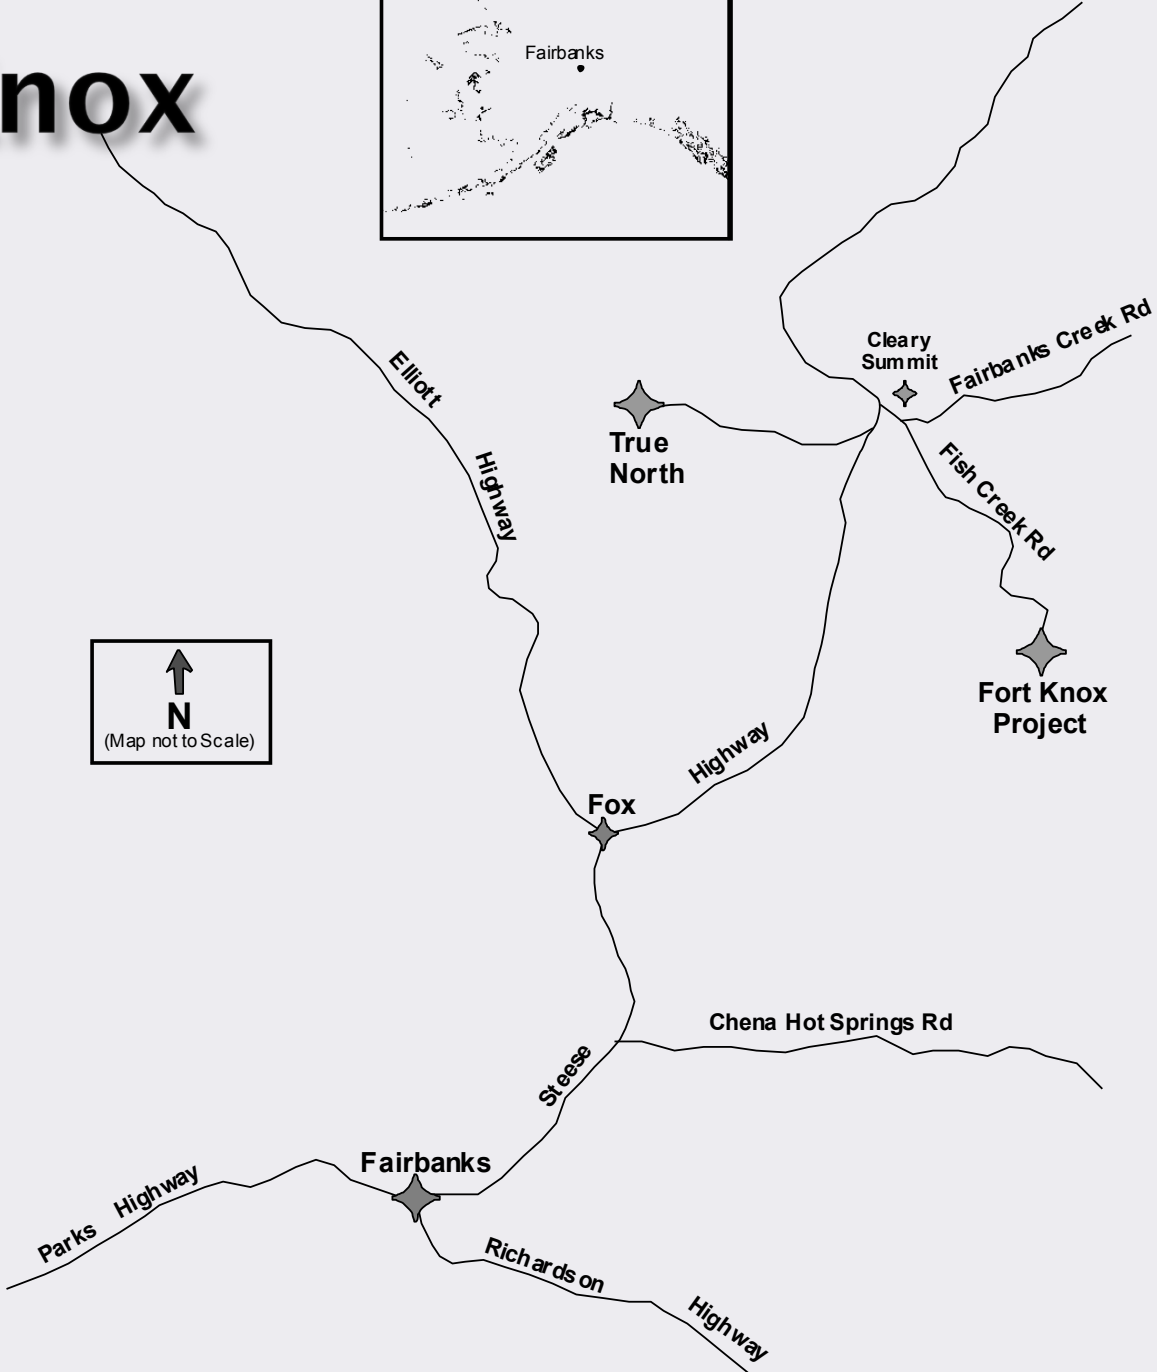 Fairbanks
nox
Fairbanks Creek Rd
Cleary
Summit
Elliott
Highway
True
North
Fish Creek Rd
N
(Map not to Scale)
Fort Knox
Project
Highway
Fox
Chena Hot Springs Rd
Steese
Fairbanks
Parks Highway
Richardson
Highway